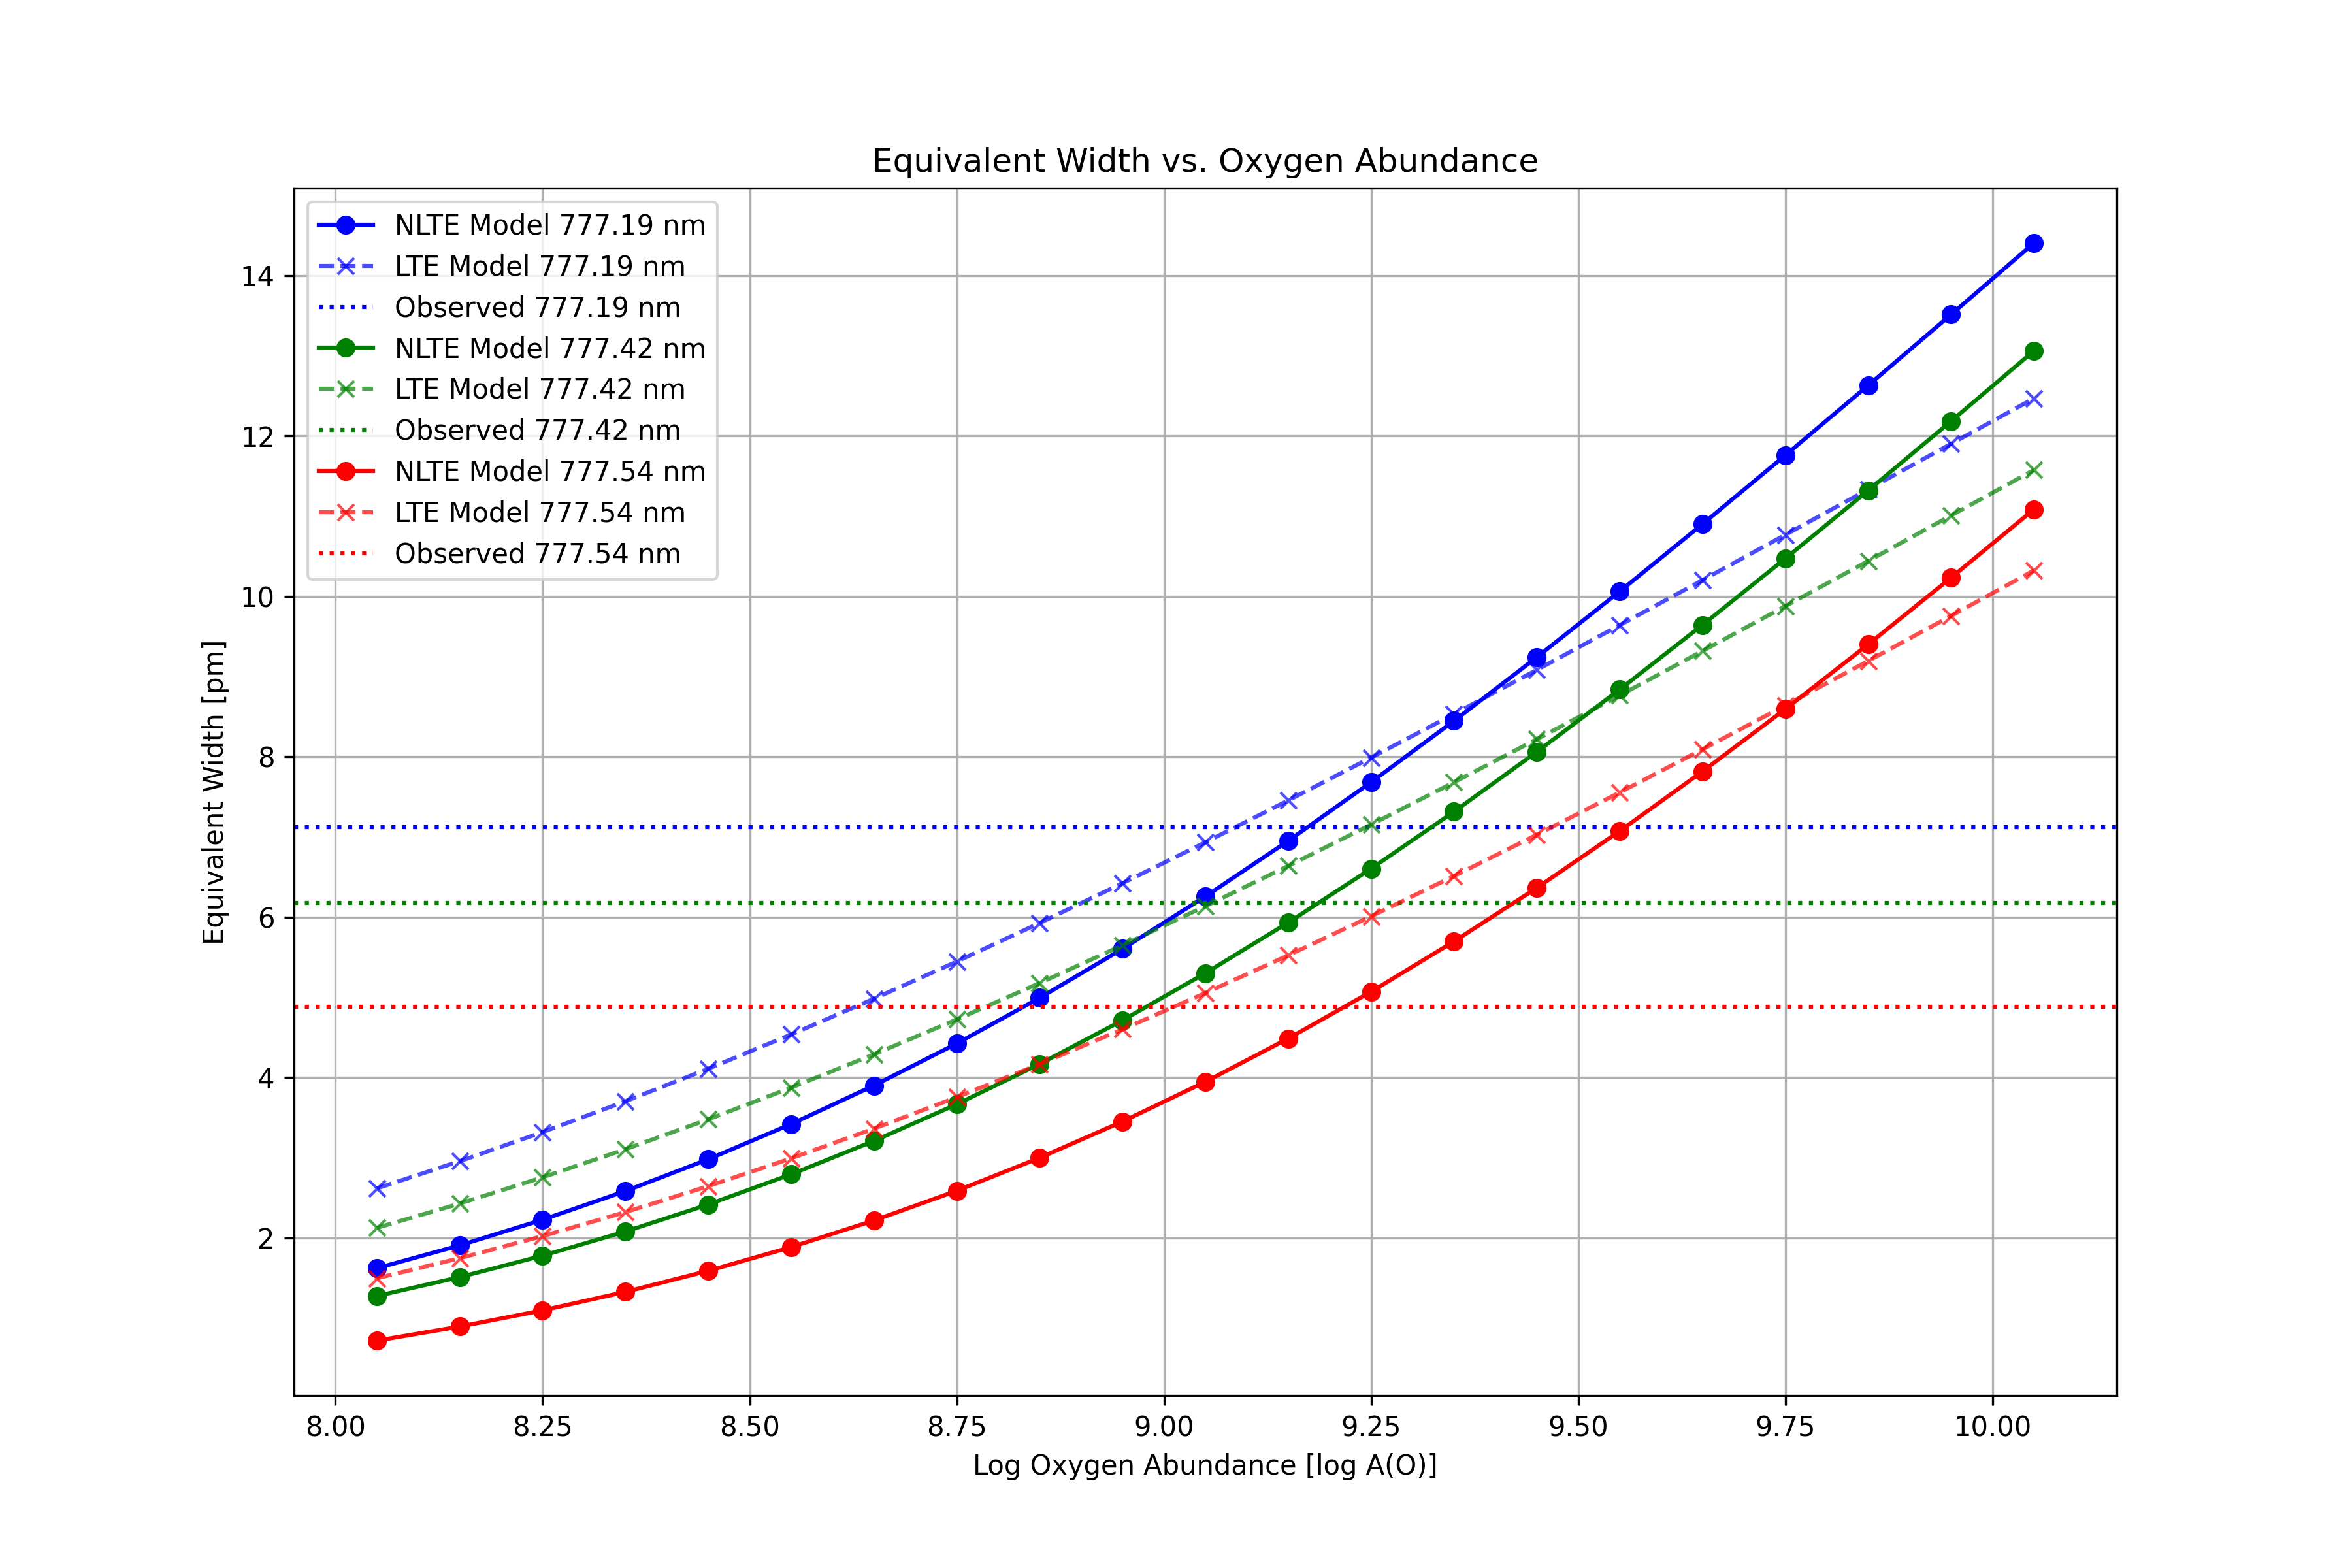 Equivalent Width vs. Oxygen Abundance
NLTE Model 777.19 nm
LTE Model 777.19 nm
Observed 777.19 nm
NLTE Model 777.42 nm
LTE Model 777.42 nm
Observed 777.42 nm
NLTE Model 777.54 nm
LTE Model 777.54 nm
Observed 777.54 nm
Equivalent Width [pm]
14
12
10
8
6
4
2
8.00 8.25 8.50 8.75 9.00 9.25 9.50 9.75 10.00
Log Oxygen Abundance [log A(O)]